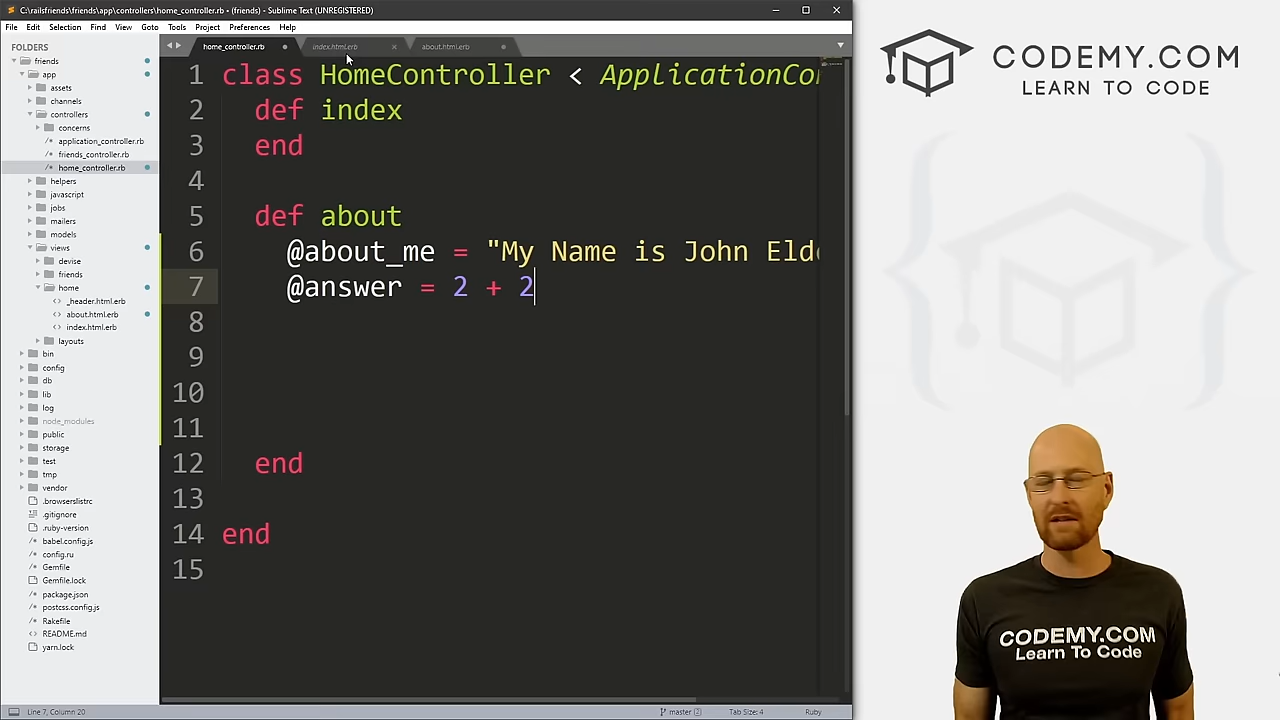 C:\railsfriends\friends\app\controllers\home_controller.rb • (friends) - Sublime Text (UNREGISTERED)
File Edit Selection Find View Goto Tools Project Preferences Help
FOLDERS
friends
app
assets
channels
controllers
concerns
application_controller.rb
friends_controller.rb
home_controller.rb
helpers
javascript
jobs
mailers
models
views
devise
friends
home
_header.html.erb
about.html.erb
index.html.erb
layouts
bin
config
db
lib
log
node_modules
public
storage
test
tmp
vendor
.browserslistrc
.gitignore
.ruby-version
babel.config.js
config.ru
Gemfile
Gemfile.lock
package.json
postcss.config.js
Rakefile
README.md
yarn.lock
home_controller.rb index.html.erb about.html.erb
1 class HomeController < ApplicationCo
2 def index
3 end
4
5 def about
6 @about_me = "My Name is John Eld
7 @answer = 2 + 2
8
9
10
11
12 end
13
14 end
15
Line 7, Column 20 master (2) Tab Size: 4 Ruby
CODEMY.COM
LEARN TO CODE
CODEMY.COM
Learn To Code